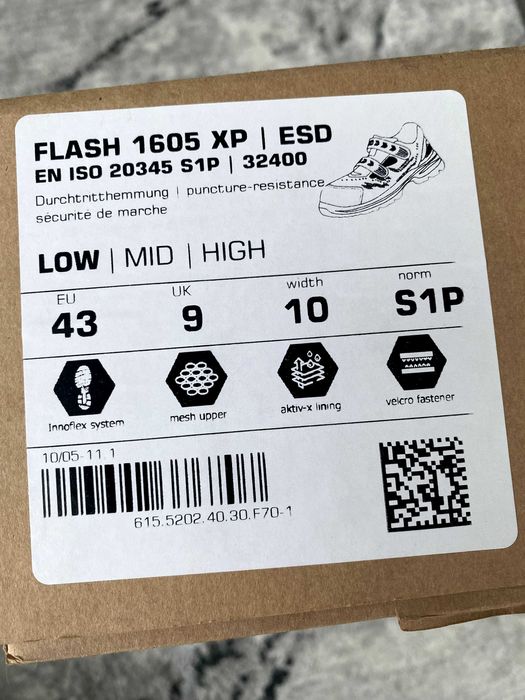 FLASH 1605 XP | ESD
EN ISO 20345 S1P | 32400
Durchtritthemmung | puncture-resistance
sécurité de marche
LOW | MID | HIGH
EU UK width norm
43 9 10 S1P
Innoflex system mesh upper aktiv-x lining velcro fastener
10/05-11.1
615.5202.40.30.F70-1